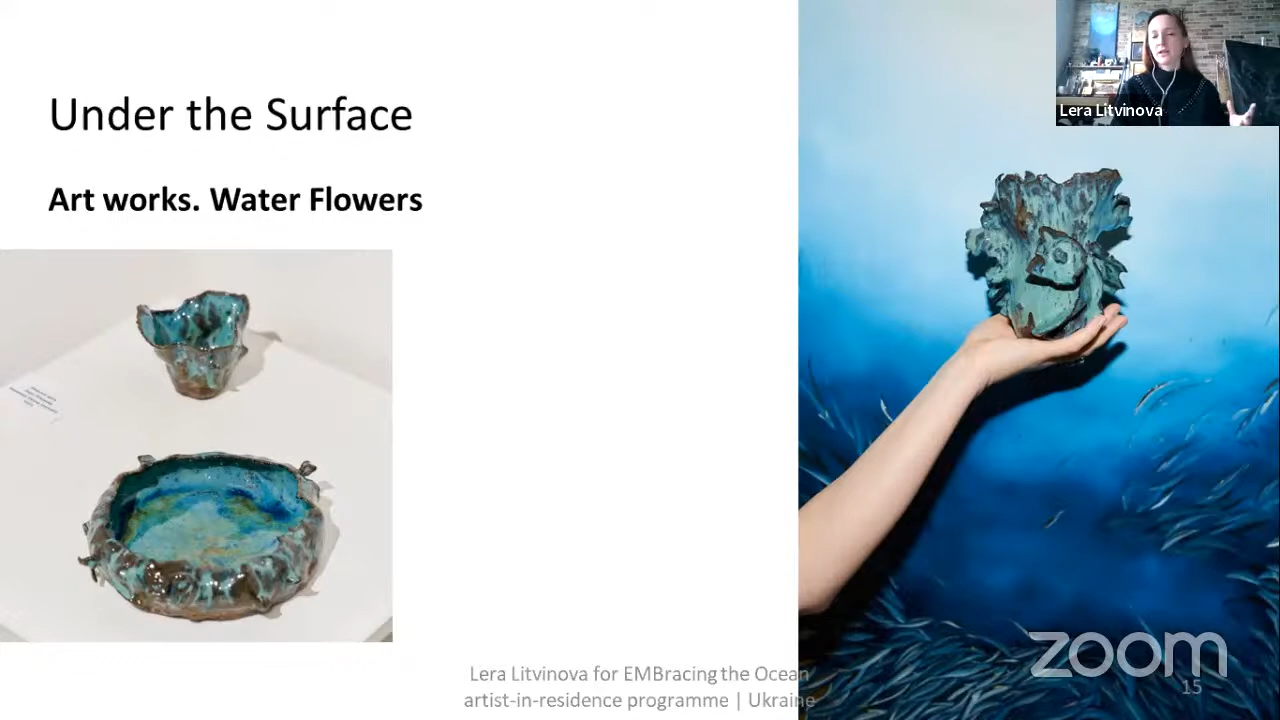 Under the Surface
Art works. Water Flowers
Lera Litvinova
Lera Litvinova for EMBracing the Ocean
artist-in-residence programme | Ukraine
zoom
15